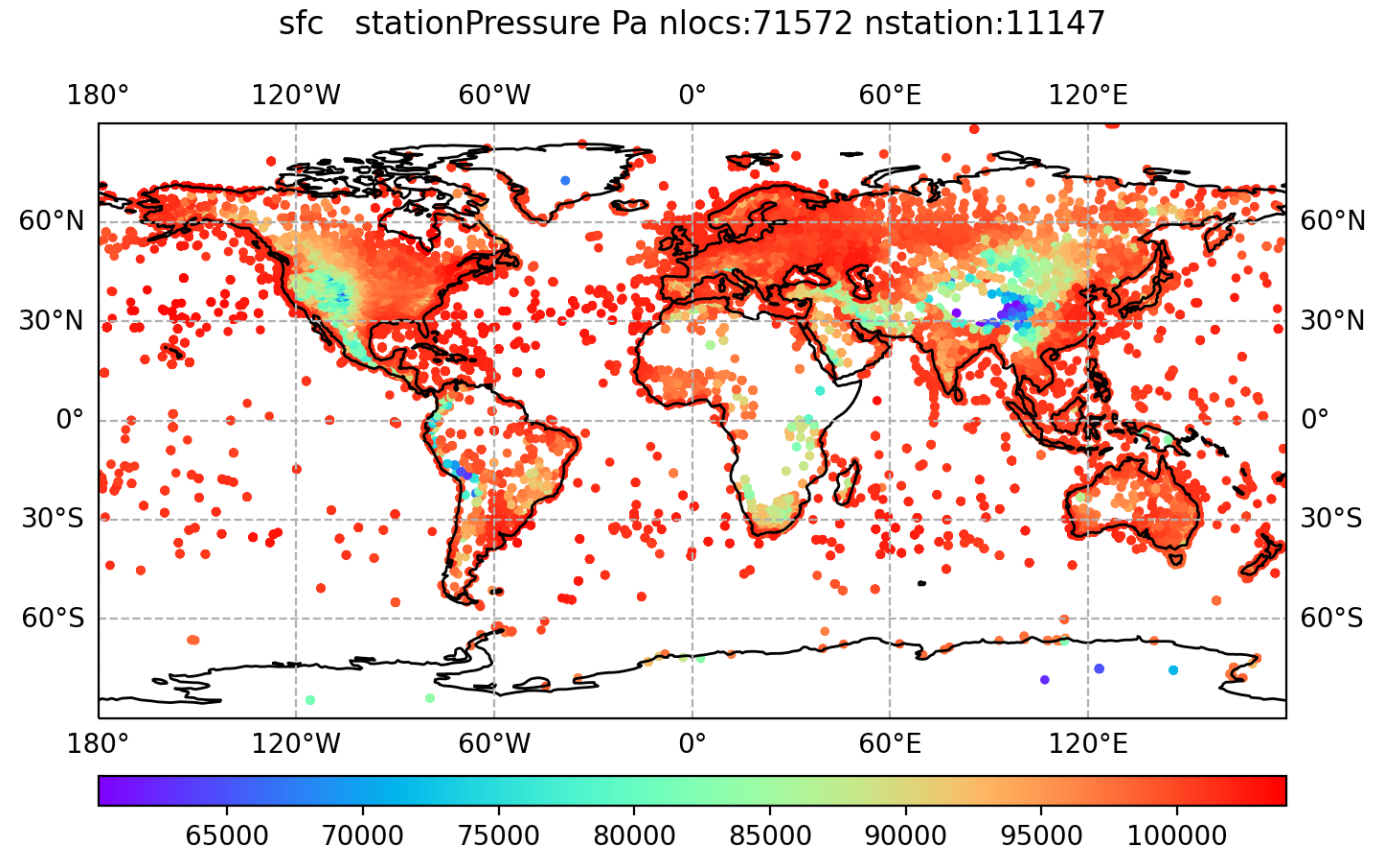 sfc   stationPressure Pa nlocs:71572 nstation:11147
180° 120°W 60°W 0° 60°E 120°E
60°N 60°N
30°N 30°N
0° 0°
30°S 30°S
60°S 60°S
180° 120°W 60°W 0° 60°E 120°E
65000 70000 75000 80000 85000 90000 95000 100000